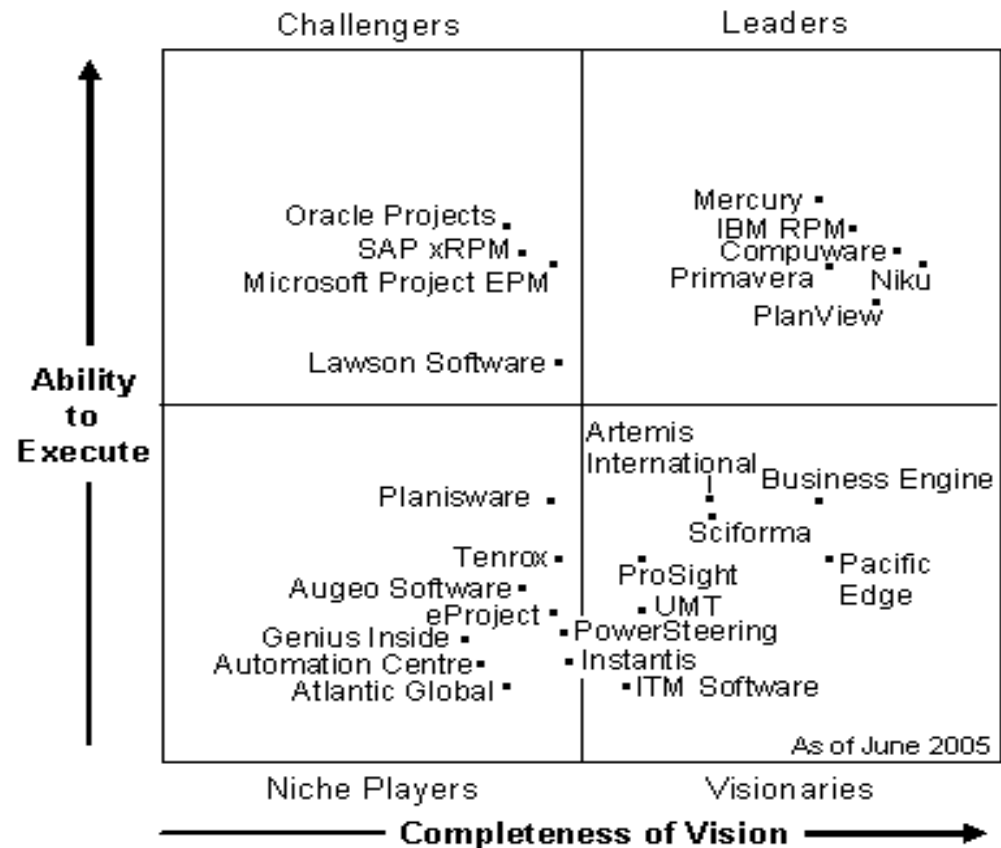 Challengers
Leaders
Mercury
Oracle Projects
IBM RPM
SAP xRPM
Compuware
Microsoft Project EPM
Primavera
Niku
PlanView
Lawson Software
Ability
to
Execute
Artemis
International
Business Engine
Planisware
Sciforma
Tenrox
ProSight
Pacific
Edge
Augeo Software
UMT
eProject
PowerSteering
Genius Inside
Instantis
Automation Centre
Atlantic Global
ITM Software
As of June 2005
Niche Players
Visionaries
Completeness of Vision